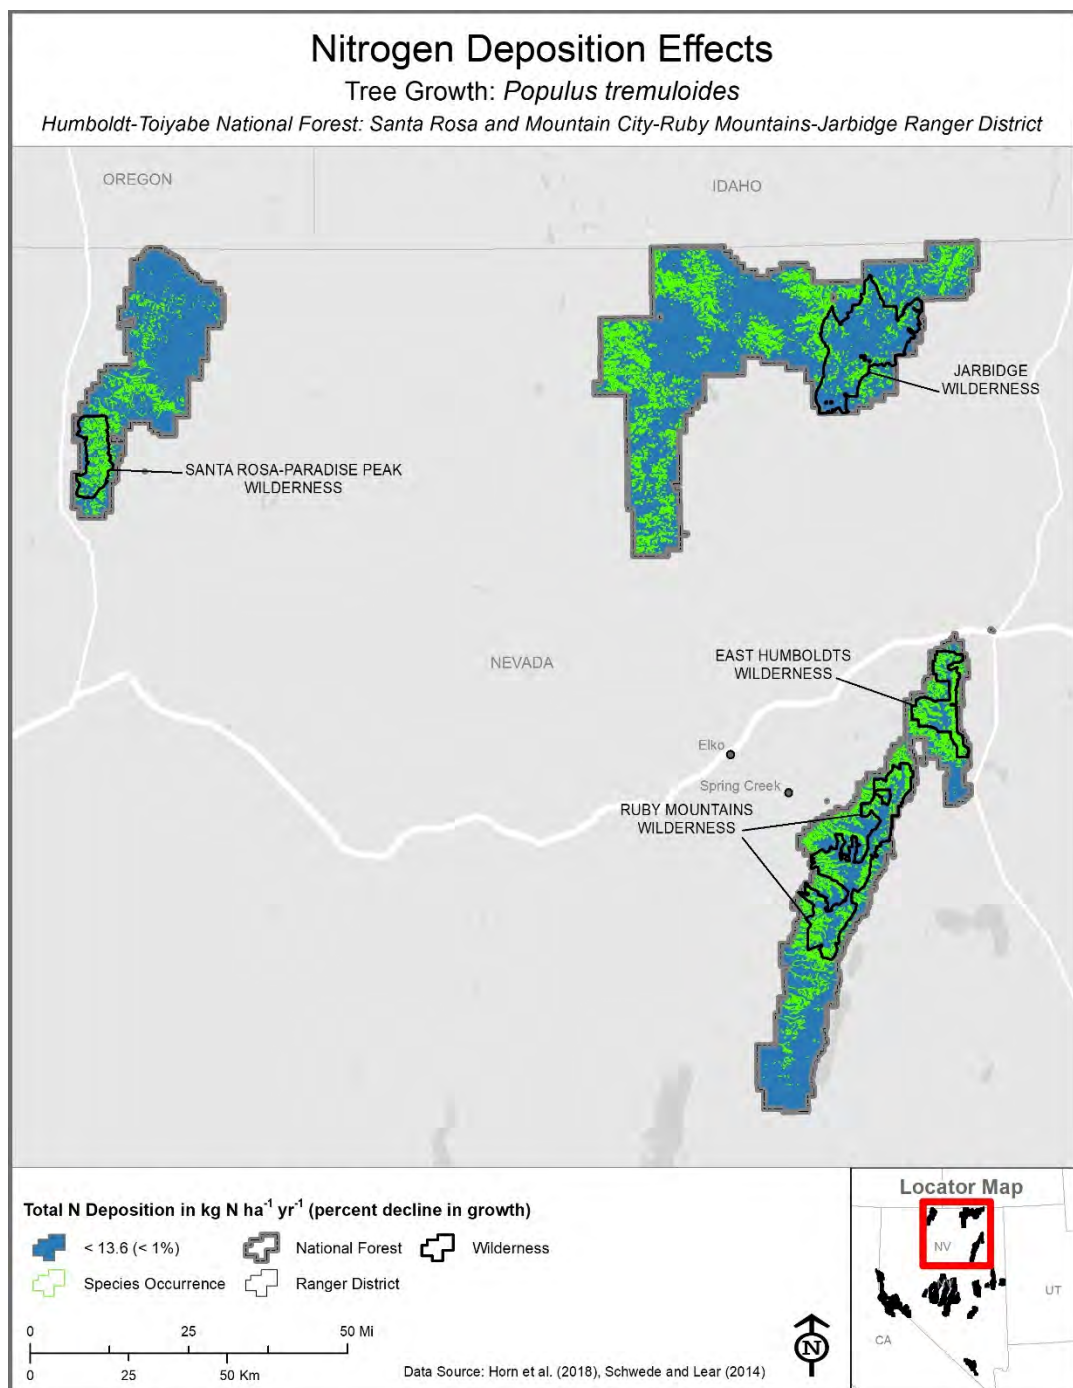 Nitrogen Deposition Effects
Tree Growth: Populus tremuloides
Humboldt-Toiyabe National Forest: Santa Rosa and Mountain City-Ruby Mountains-Jarbidge Ranger District
OREGON
IDAHO
JARBIDGE
WILDERNESS
SANTA ROSA-PARADISE PEAK
WILDERNESS
NEVADA
EAST HUMBOLDTS
WILDERNESS
Elko
Spring Creek
RUBY MOUNTAINS
WILDERNESS
Total N Deposition in kg N ha-1 yr-1 (percent decline in growth)
< 13.6 (< 1%)
National Forest
Wilderness
Species Occurrence
Ranger District
0 25 50 Mi
0 25 50 Km
N
Data Source: Horn et al. (2018), Schwede and Lear (2014)
Locator Map
NV
UT
CA